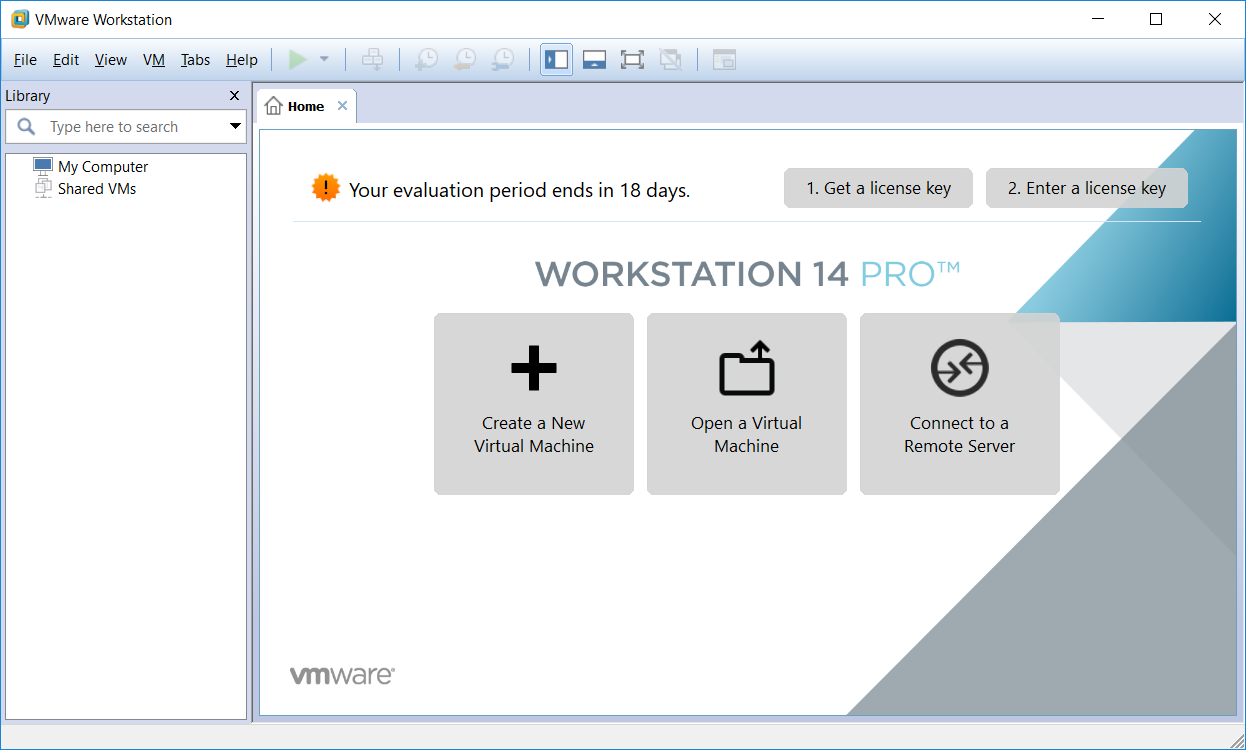 VMware Workstation
File Edit View VM Tabs Help
Library
Type here to search
My Computer
Shared VMs
Home
Your evaluation period ends in 18 days.
1. Get a license key
2. Enter a license key
WORKSTATION 14 PRO™
Create a New
Virtual Machine
Open a Virtual
Machine
Connect to a
Remote Server
vmware®